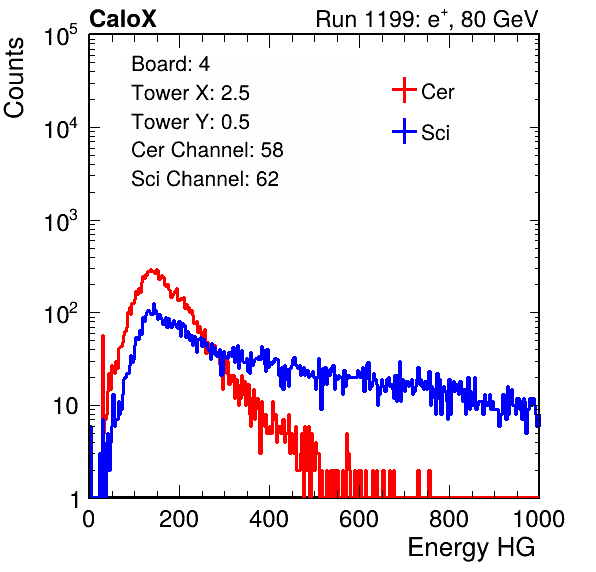 CaloX Run 1199: e⁺, 80 GeV
Counts
Board: 4
Tower X: 2.5
Tower Y: 0.5
Cer Channel: 58
Sci Channel: 62
Cer
Sci
10⁵
10⁴
10³
10²
10
1
0 200 400 600 800 1000
Energy HG